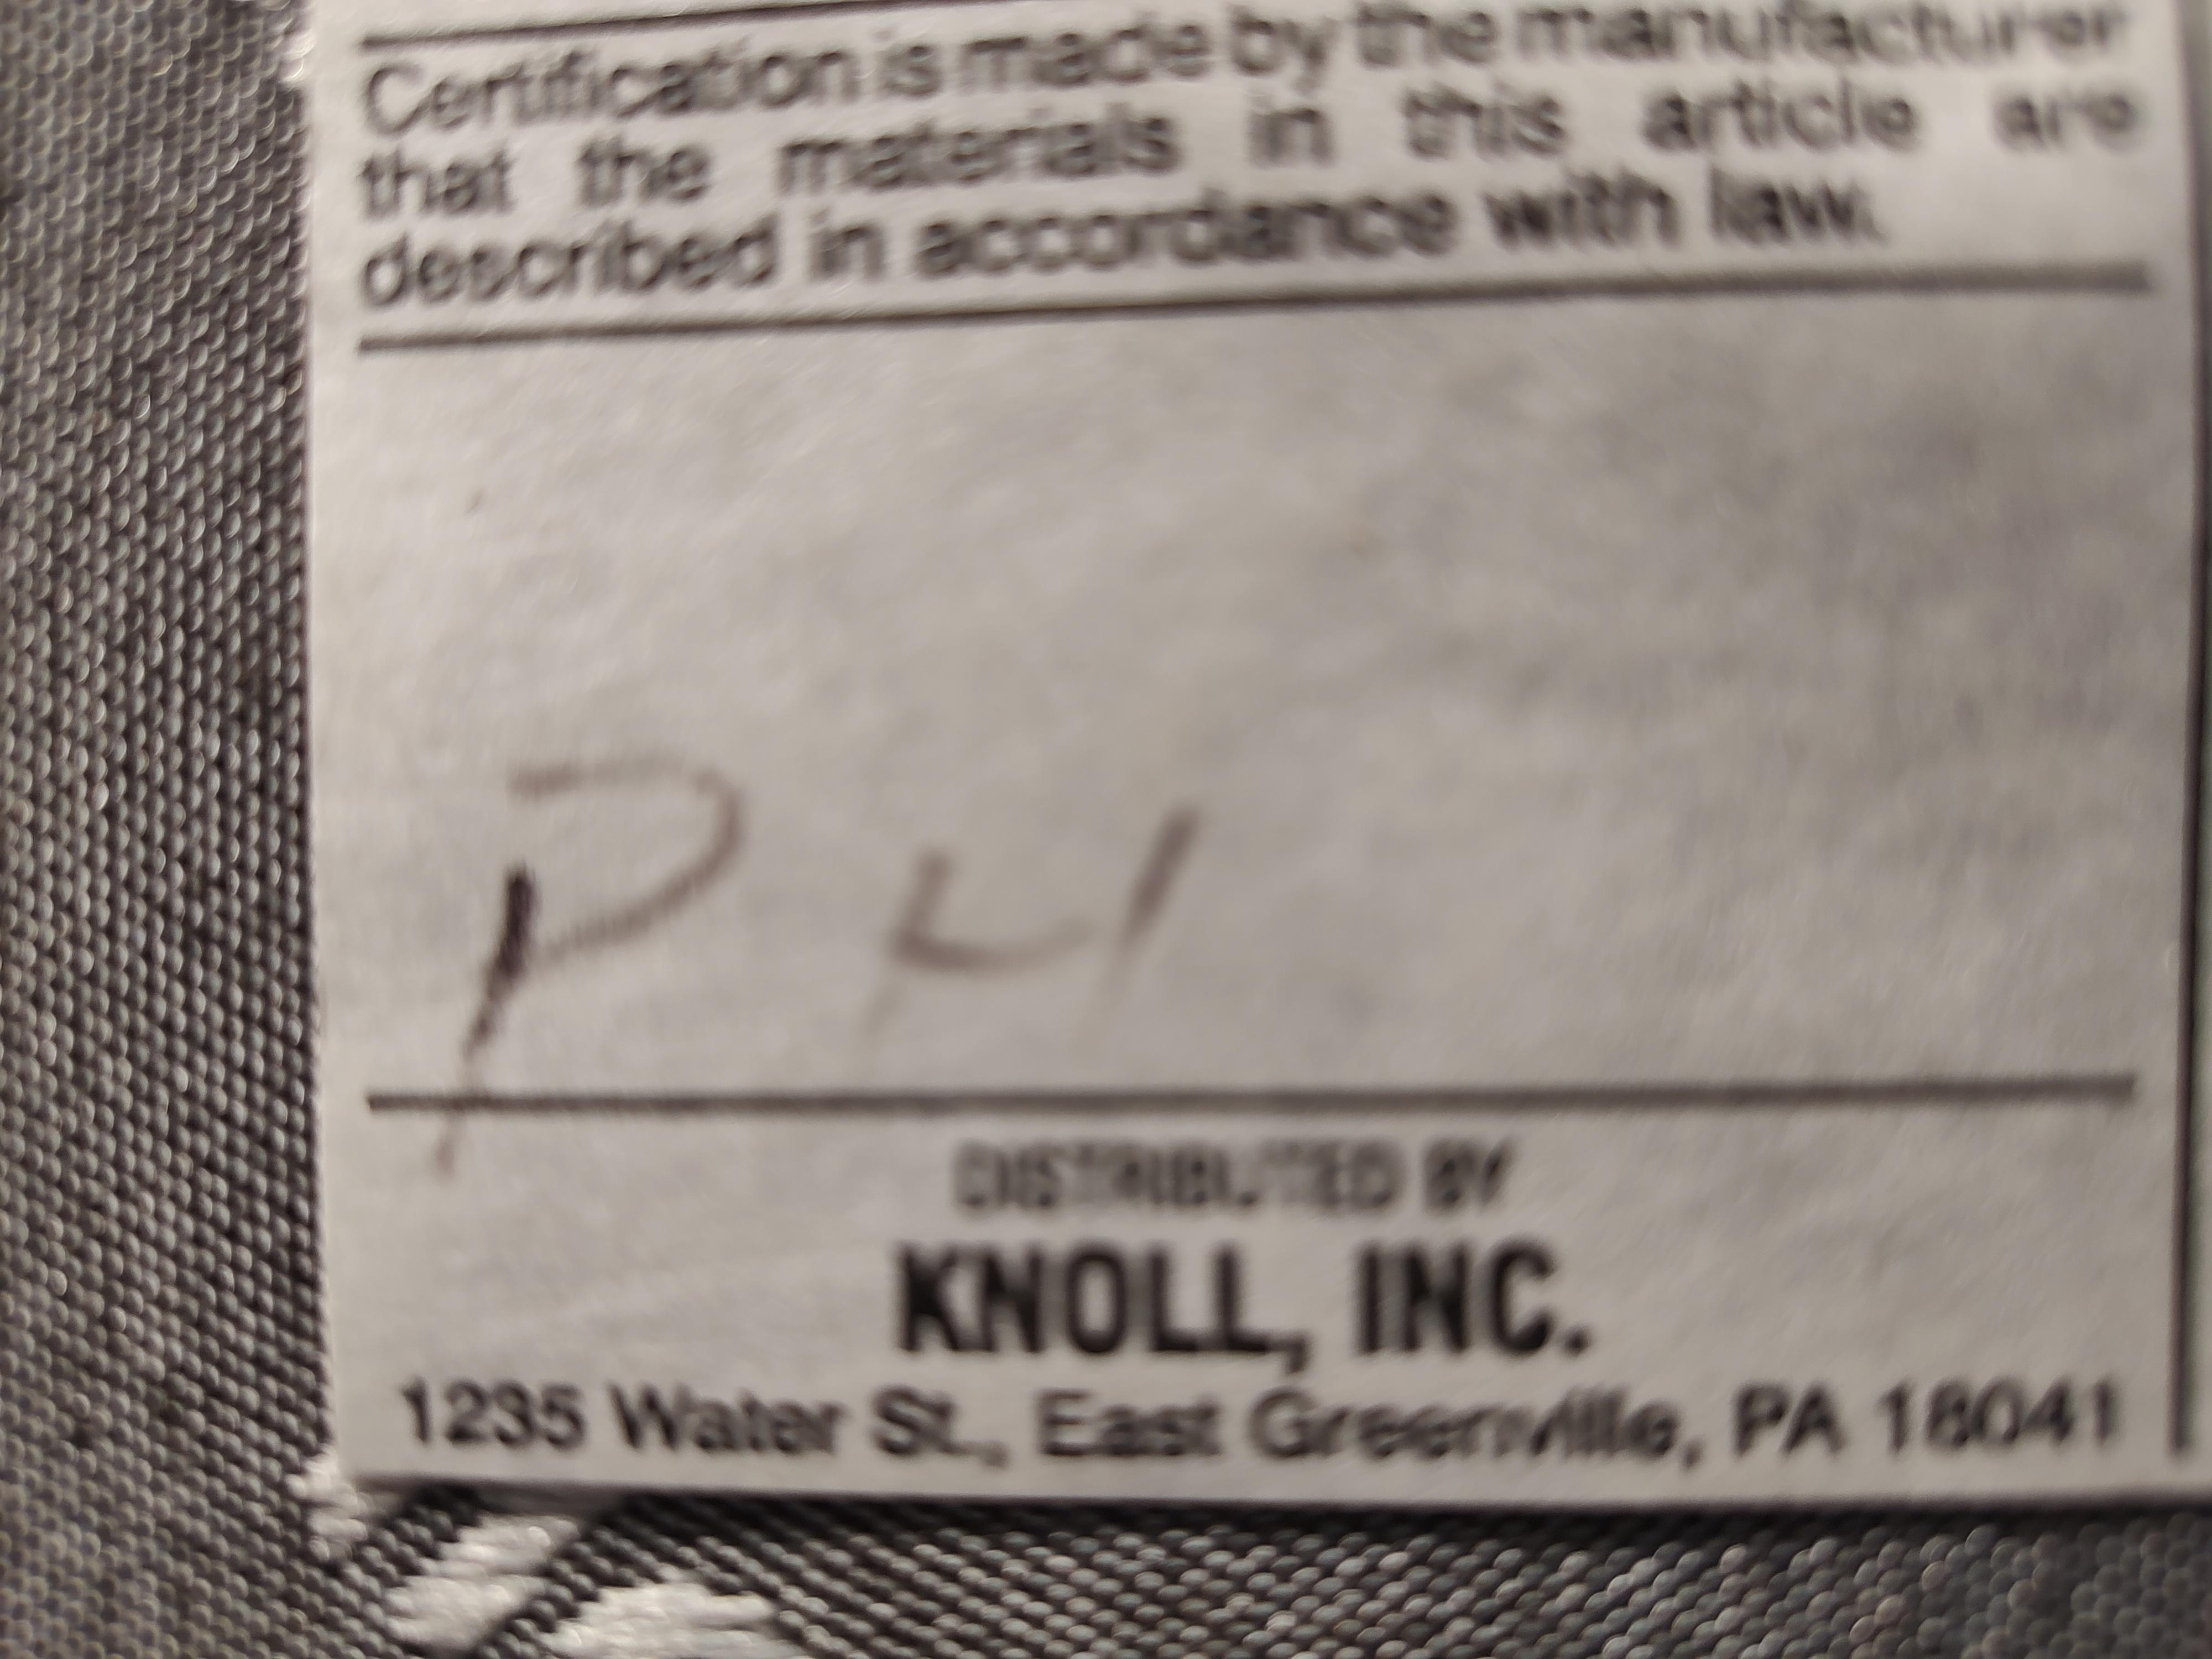 Certification is made by the manufacturer
that the materials in this article are
described in accordance with law.
P H
DISTRIBUTED BY
KNOLL, INC.
1235 Water St., East Greenville, PA 18041